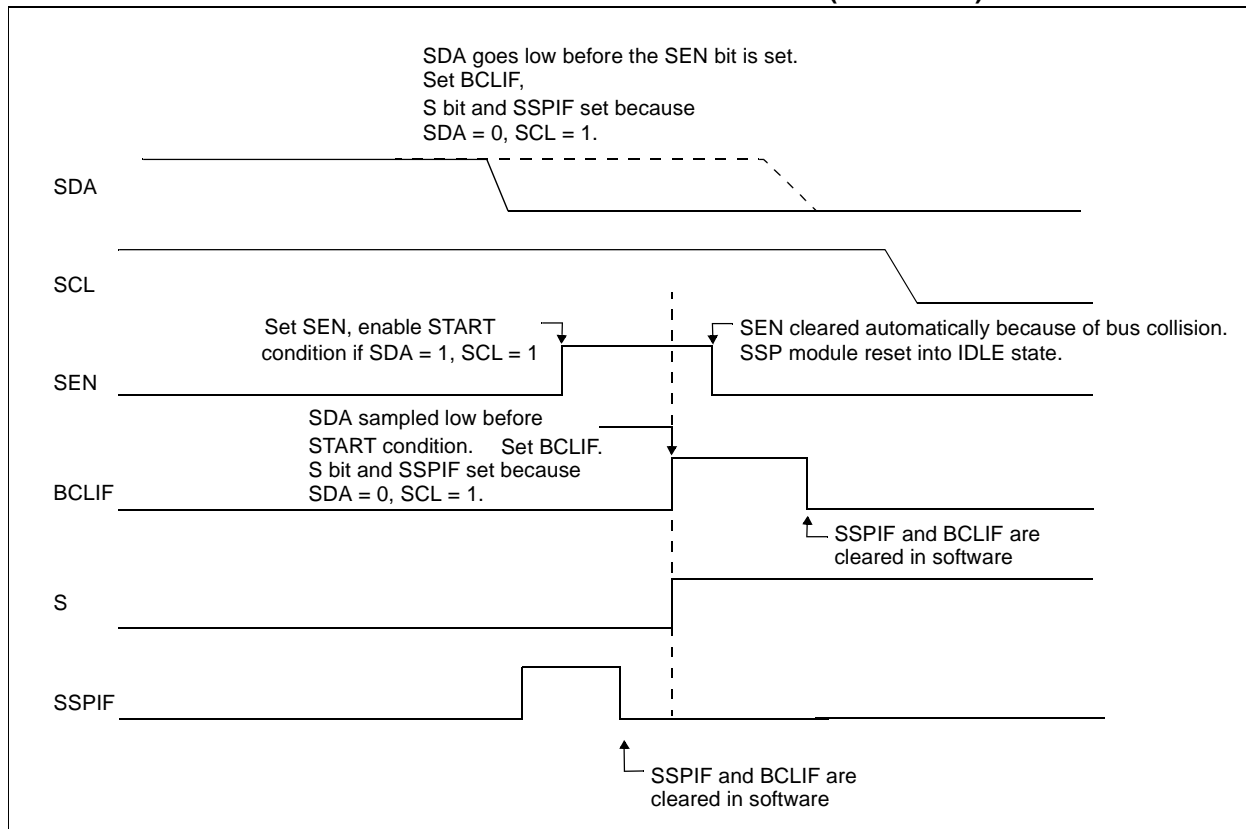 SDA goes low before the SEN bit is set.
Set BCLIF,
S bit and SSPIF set because
SDA = 0, SCL = 1.
SDA
SCL
Set SEN, enable START
condition if SDA = 1, SCL = 1
SEN cleared automatically because of bus collision.
SSP module reset into IDLE state.
SEN
SDA sampled low before
START condition. Set BCLIF.
S bit and SSPIF set because
SDA = 0, SCL = 1.
BCLIF
SSPIF and BCLIF are
cleared in software
S
SSPIF
SSPIF and BCLIF are
cleared in software